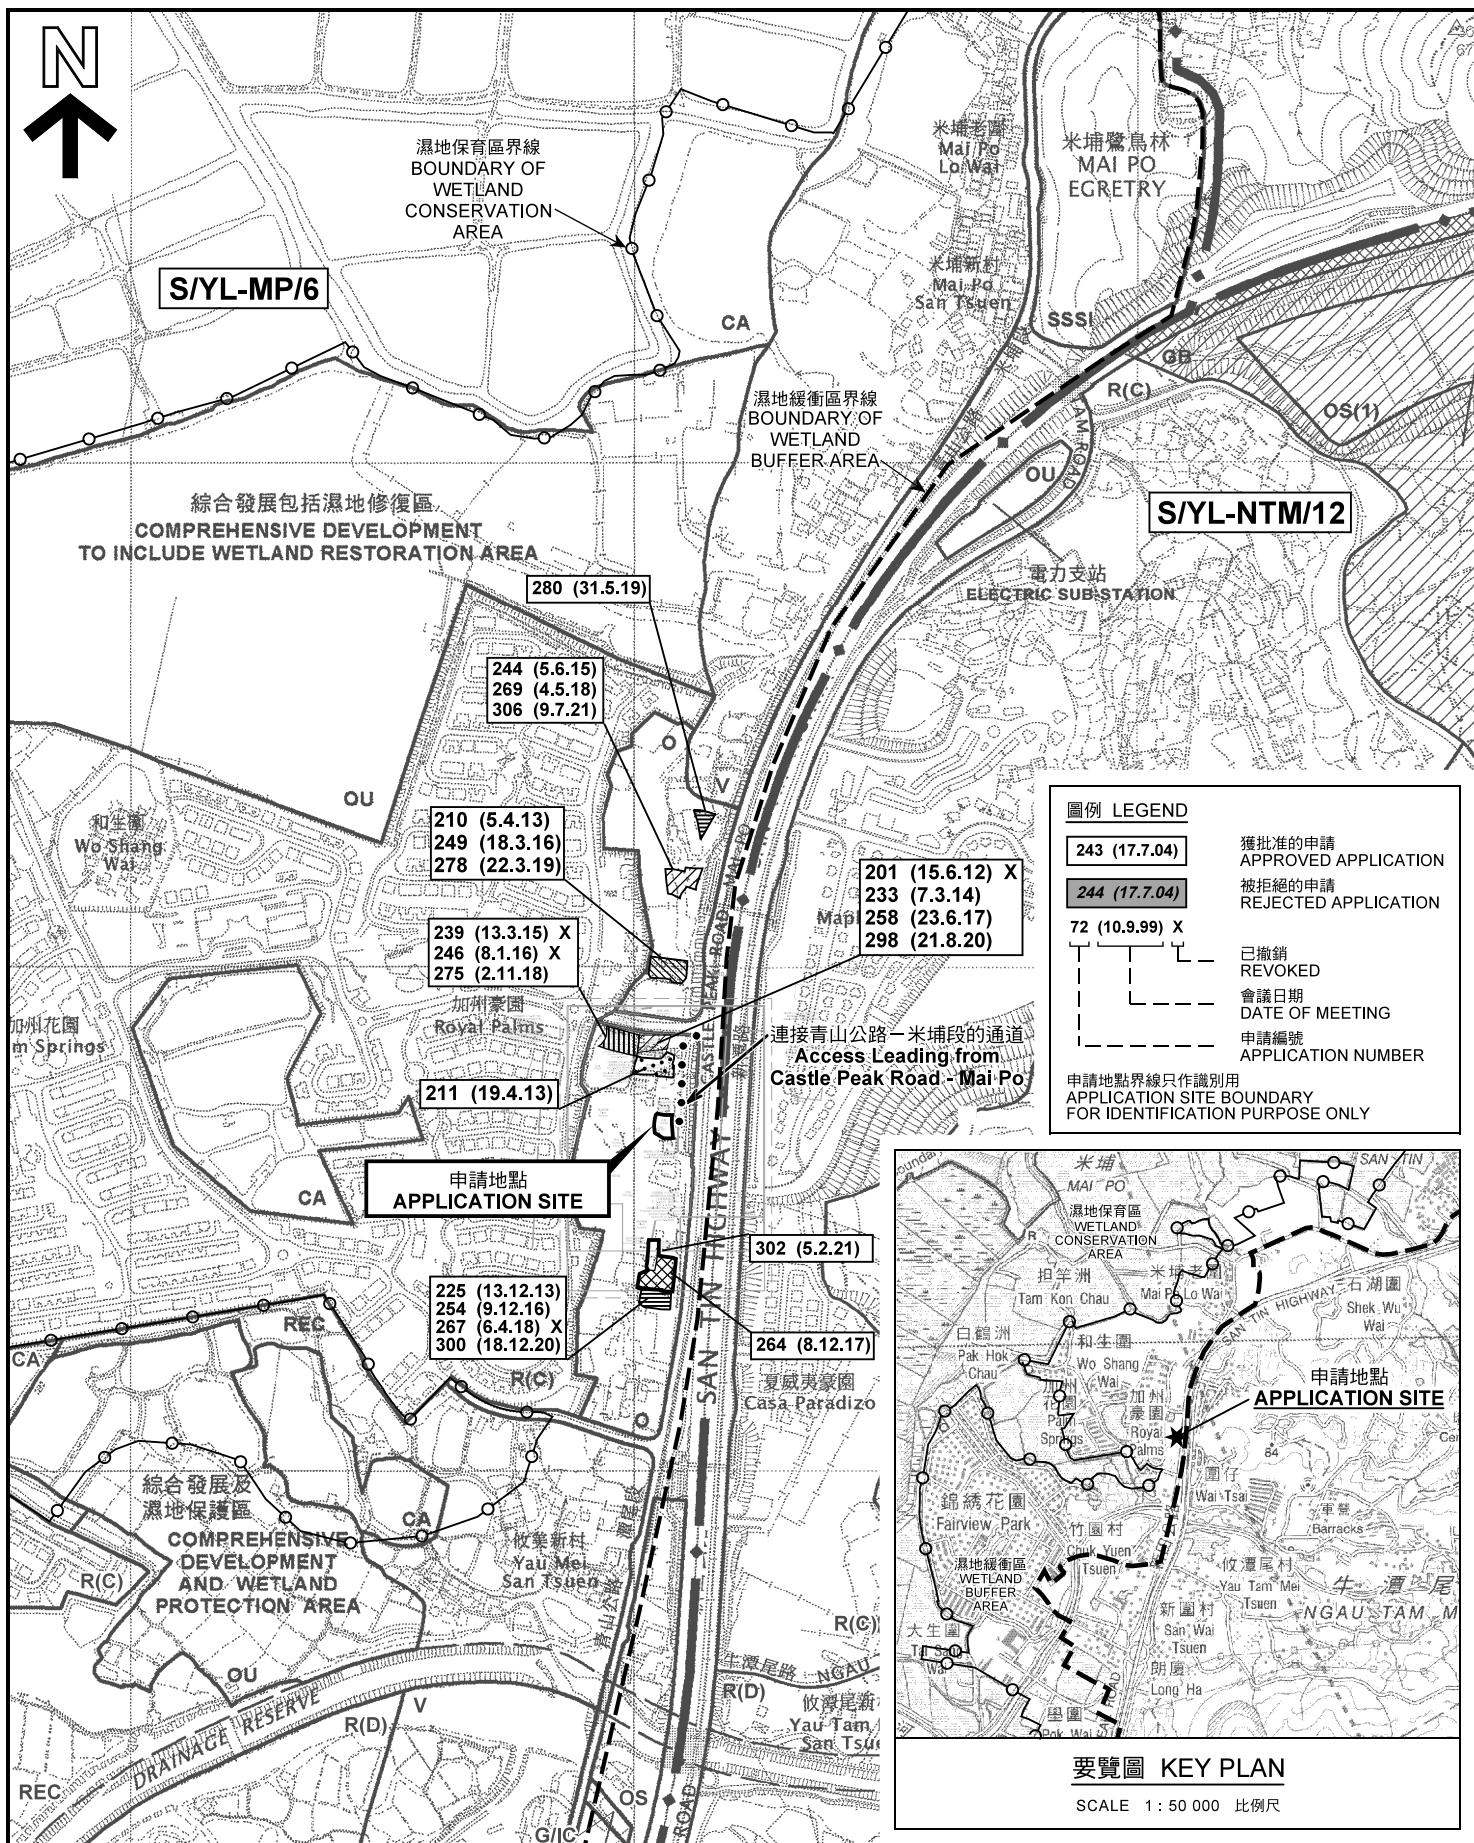 N
濕地保育區界線
BOUNDARY OF
WETLAND
CONSERVATION
AREA
S/YL-MP/6
CA
米埔老圍
Mai Po
Lo Wai
米埔鷺鳥林
MAI PO
EGRETRY
米埔新村
Mai Po
San Tsuen
SSSI
GB
R(C)
OS(1)
濕地緩衝區界線
BOUNDARY OF
WETLAND
BUFFER AREA
OU
S/YL-NTM/12
電力支站
ELECTRIC SUB-STATION
綜合發展包括濕地修復區
COMPREHENSIVE DEVELOPMENT
TO INCLUDE WETLAND RESTORATION AREA
280 (31.5.19)
244 (5.6.15)
269 (4.5.18)
306 (9.7.21)
O
V
OU
和生圍
Wo Shang
Wai
210 (5.4.13)
249 (18.3.16)
278 (22.3.19)
201 (15.6.12) X
233 (7.3.14)
258 (23.6.17)
298 (21.8.20)
239 (13.3.15) X
246 (8.1.16) X
275 (2.11.18)
加州豪園
Royal Palms
加州花園
m Springs
CASTLE PEAK ROAD - MAI PO
連接青山公路－米埔段的通道
Access Leading from
Castle Peak Road - Mai Po
211 (19.4.13)
申請地點
APPLICATION SITE
CA
SAN TIN HIGHWAY
302 (5.2.21)
225 (13.12.13)
254 (9.12.16)
267 (6.4.18) X
300 (18.12.20)
264 (8.12.17)
REC
CA
R(C)
O
夏威夷豪園
Casa Paradizo
綜合發展及
濕地保護區
COMPREHENSIVE
DEVELOPMENT
AND WETLAND
PROTECTION AREA
CA
R(C)
攸美新村
Yau Mei
San Tsuen
R(C)
OU
DRAINAGE RESERVE
V
R(D)
REC
牛潭尾路 NGAU
R(D)
Yau Tam
OS
G/IC
ROAD
圖例 LEGEND
243 (17.7.04)
獲批准的申請
APPROVED APPLICATION
244 (17.7.04)
被拒絕的申請
REJECTED APPLICATION
72 (10.9.99) X
已撤銷
REVOKED
會議日期
DATE OF MEETING
申請編號
APPLICATION NUMBER
申請地點界線只作識別用
APPLICATION SITE BOUNDARY
FOR IDENTIFICATION PURPOSE ONLY
米埔
MAI PO
SAN TIN
濕地保育區
WETLAND
CONSERVATION
AREA
R
担竿洲
Tam Kon Chau
米埔老圍
Mai Po Lo Wai
石湖圍
Shek Wu
Wai
SAN TIN HIGHWAY
白鶴洲
Pak Hok
Chau
和生圍
Wo Shang
Wai
加州豪園
Royal
Palms
申請地點
APPLICATION SITE
84
圍仔
Wai Tsai
錦綉花園
Fairview Park
竹園村
Chuk Yuen
Tsuen
軍營
Barracks
濕地緩衝區
WETLAND
BUFFER
AREA
攸潭尾村
Yau Tam Mei
Tsuen
牛潭尾
NGAU TAM M
新圍村
San Wai
Tsuen
大生圍
朗廈
Long Ha
要覽圖 KEY PLAN
SCALE 1 : 50 000 比例尺